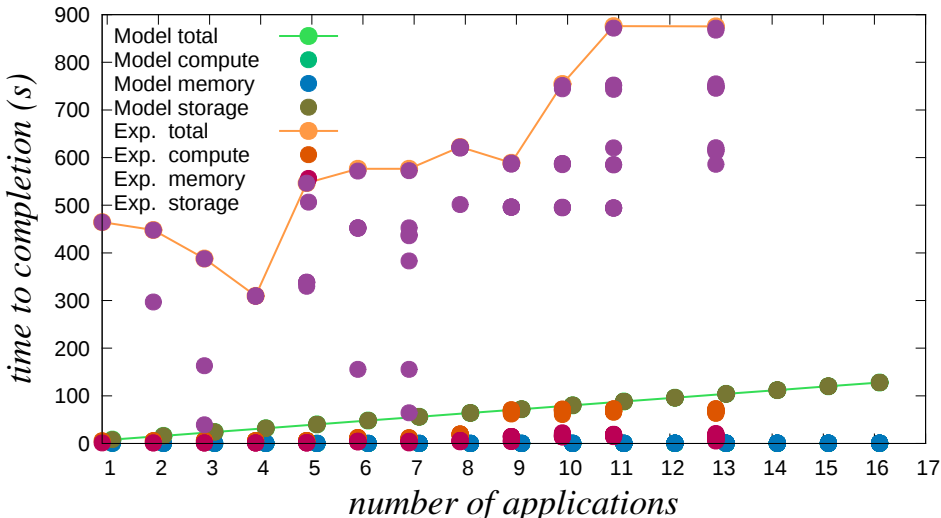 900
800
700
600
500
400
300
200
100
0
time to completion (s)
Model total
Model compute
Model memory
Model storage
Exp. total
Exp. compute
Exp. memory
Exp. storage
1 2 3 4 5 6 7 8 9 10 11 12 13 14 15 16 17
number of applications